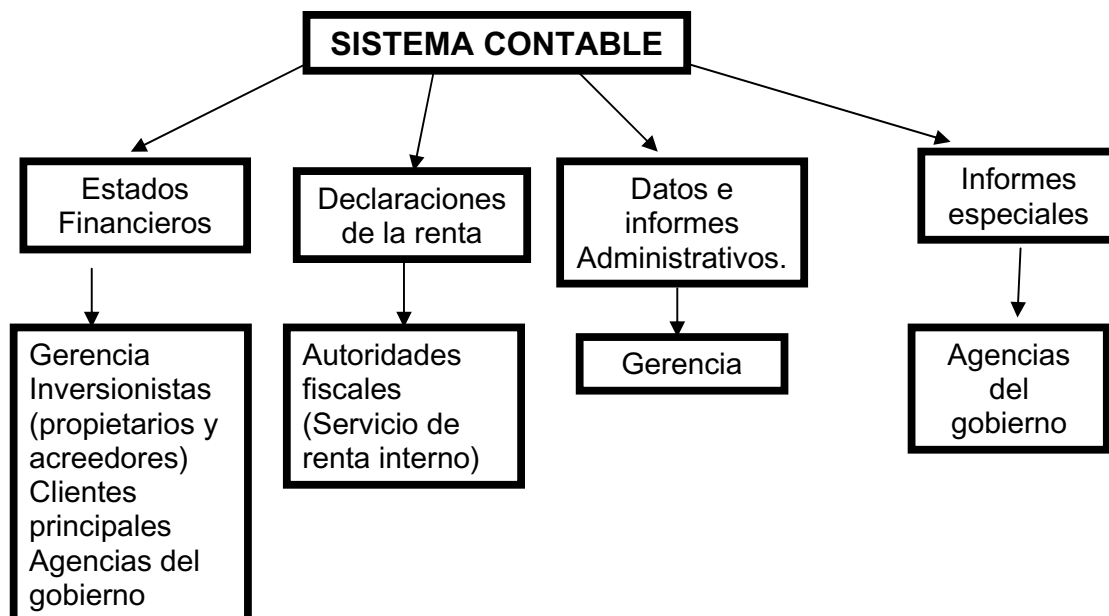 SISTEMA CONTABLE
Estados
Financieros
Declaraciones
de la renta
Datos e
informes
Administrativos.
Informes
especiales
Gerencia
Inversionistas
(propietarios y
acreedores)
Clientes
principales
Agencias del
gobierno
Autoridades
fiscales
(Servicio de
renta interno)
Gerencia
Agencias
del
gobierno